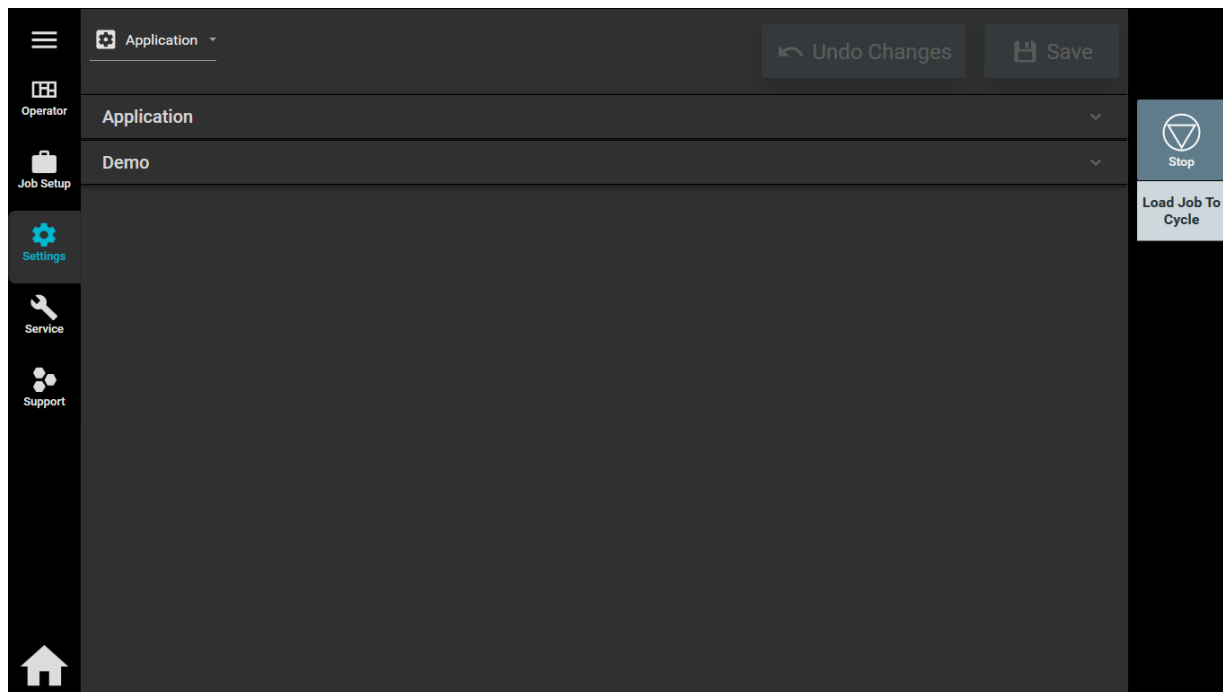 Application
Undo Changes
Save
Operator
Application
Demo
Job Setup
Settings
Service
Support
Stop
Load Job To
Cycle